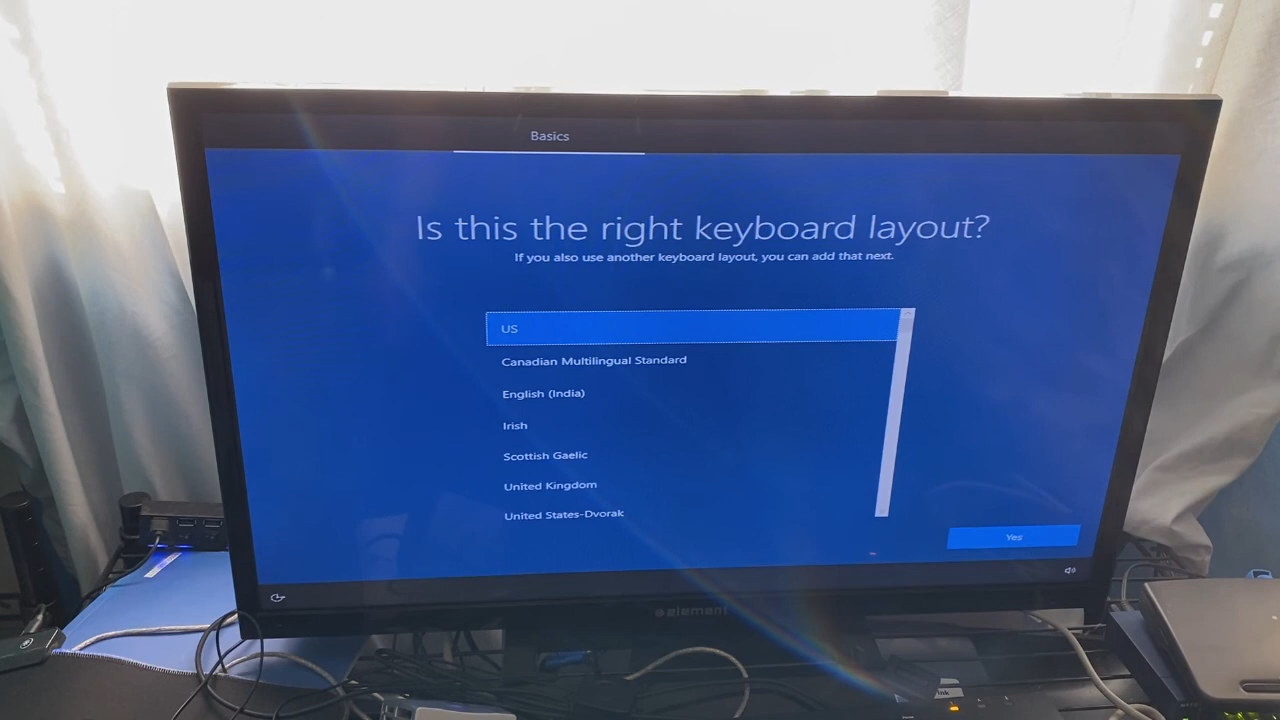 Basics
Is this the right keyboard layout?
If you also use another keyboard layout, you can add that next.
US
Canadian Multilingual Standard
English (India)
Irish
Scottish Gaelic
United Kingdom
United States-Dvorak
Yes
element